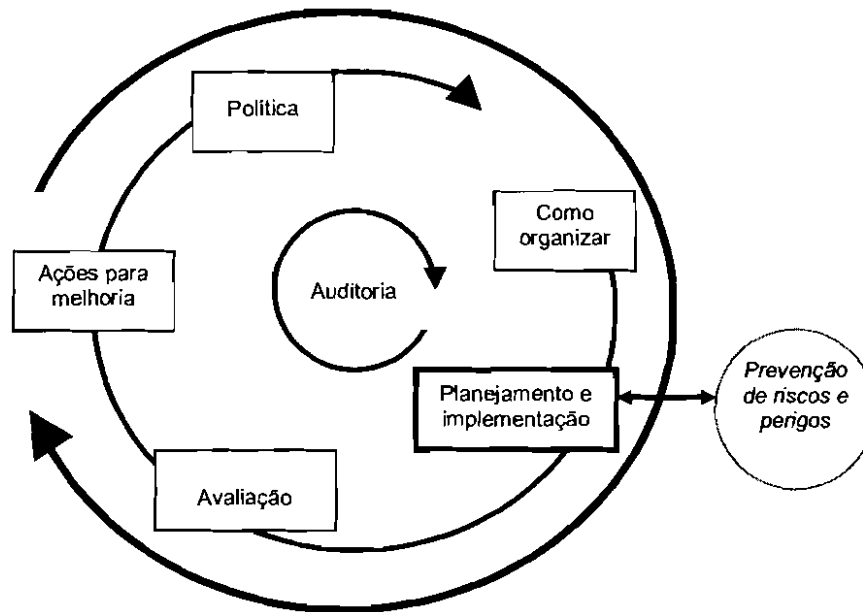 Política
Como
organizar
Ações para
melhoria
Auditoria
Planejamento e
implementação
Prevenção
de riscos e
perigos
Avaliação